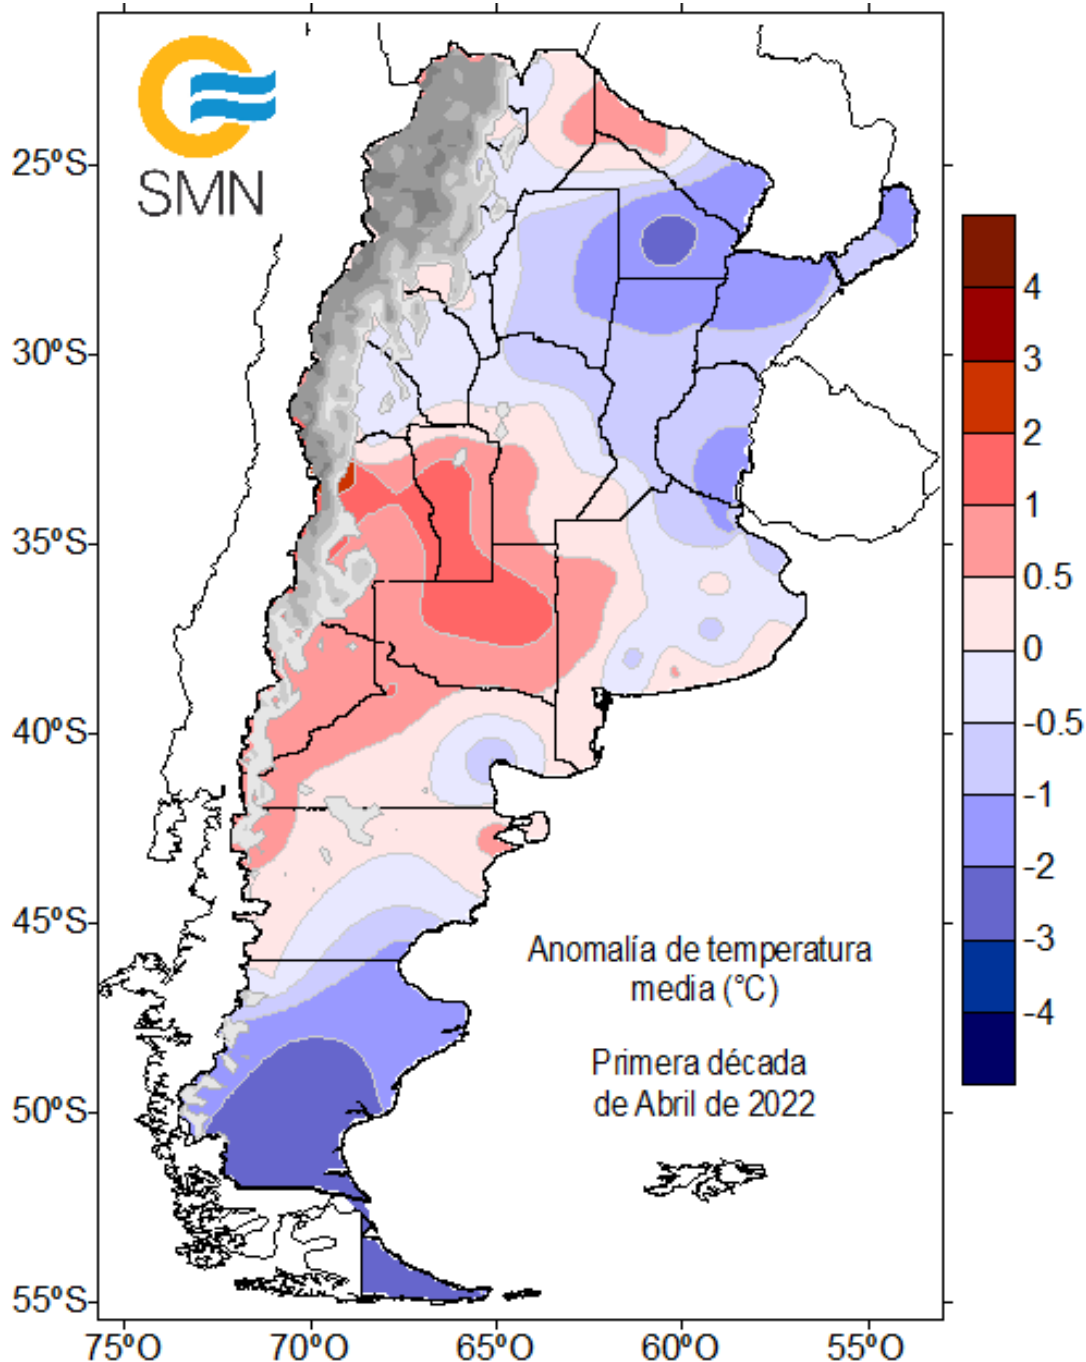 SMN
25ºS
30ºS
35ºS
40ºS
45ºS
50ºS
55ºS
75ºO
70ºO
65ºO
60ºO
55ºO
4
3
2
1
0.5
0
-0.5
-1
-2
-3
-4
Anomalía de temperatura
media (°C)
Primera década
de Abril de 2022